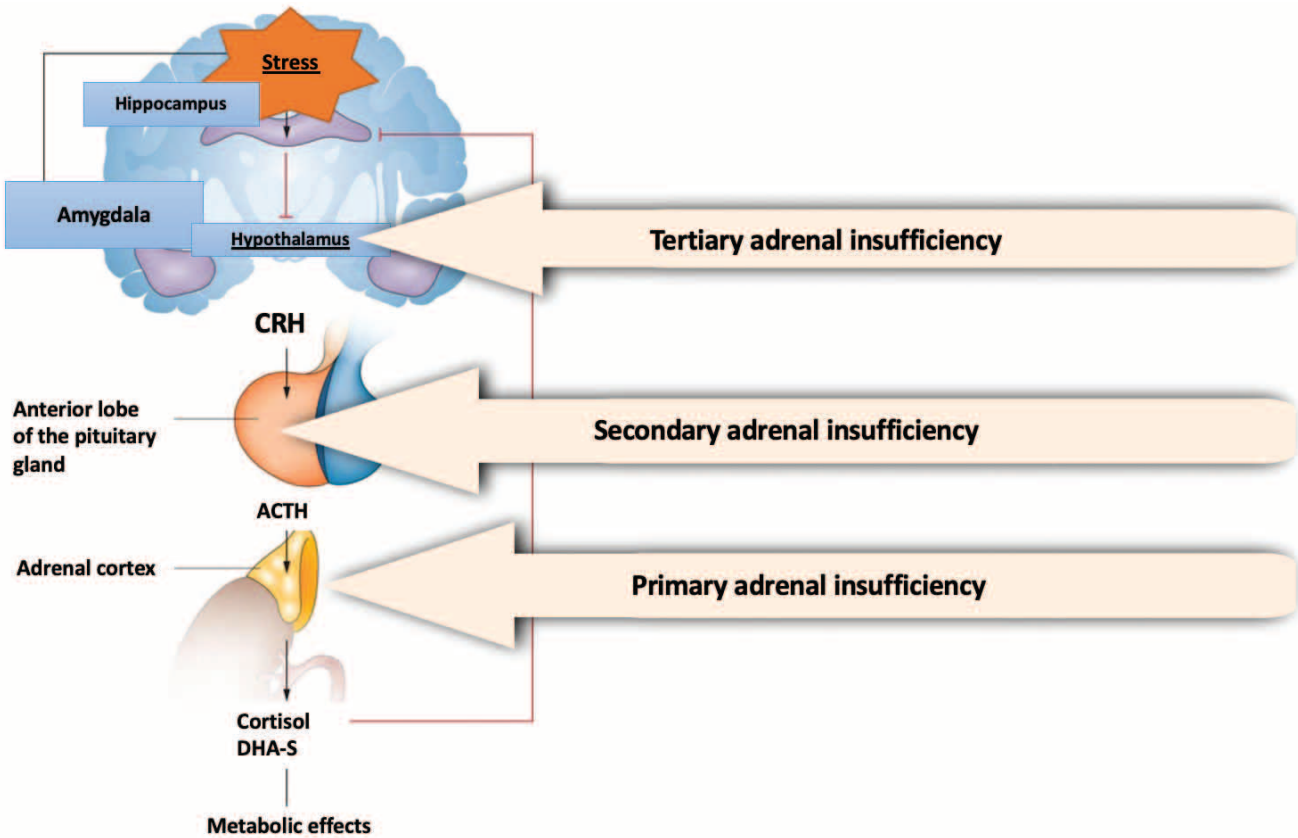 Stress
Hippocampus
Amygdala
Hypothalamus
Tertiary adrenal insufficiency
CRH
Anterior lobe
of the pituitary
gland
Secondary adrenal insufficiency
ACTH
Adrenal cortex
Primary adrenal insufficiency
Cortisol
DHA-S
Metabolic effects